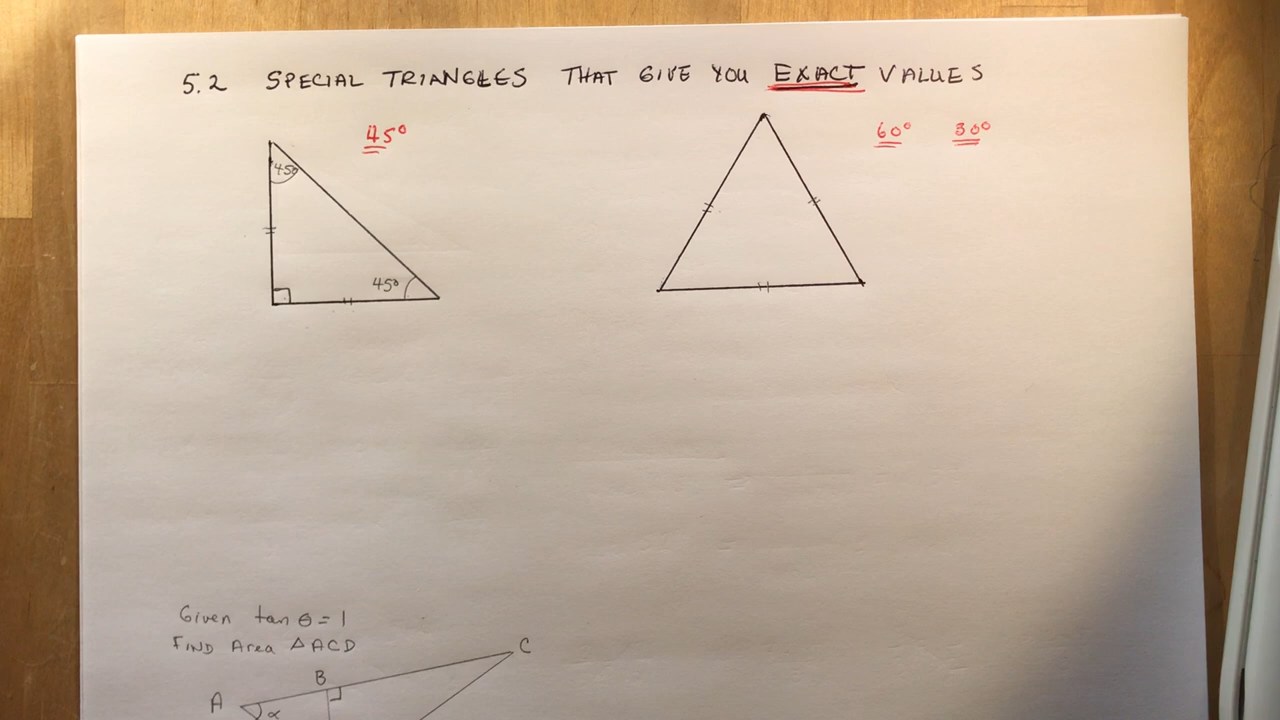 5.2 SPECIAL TRIANGLES THAT GIVE YOU EXACT VALUES
45°
60° 30°
45°
45°
Given tan θ = 1
FIND Area △ACD
C
B
A
α